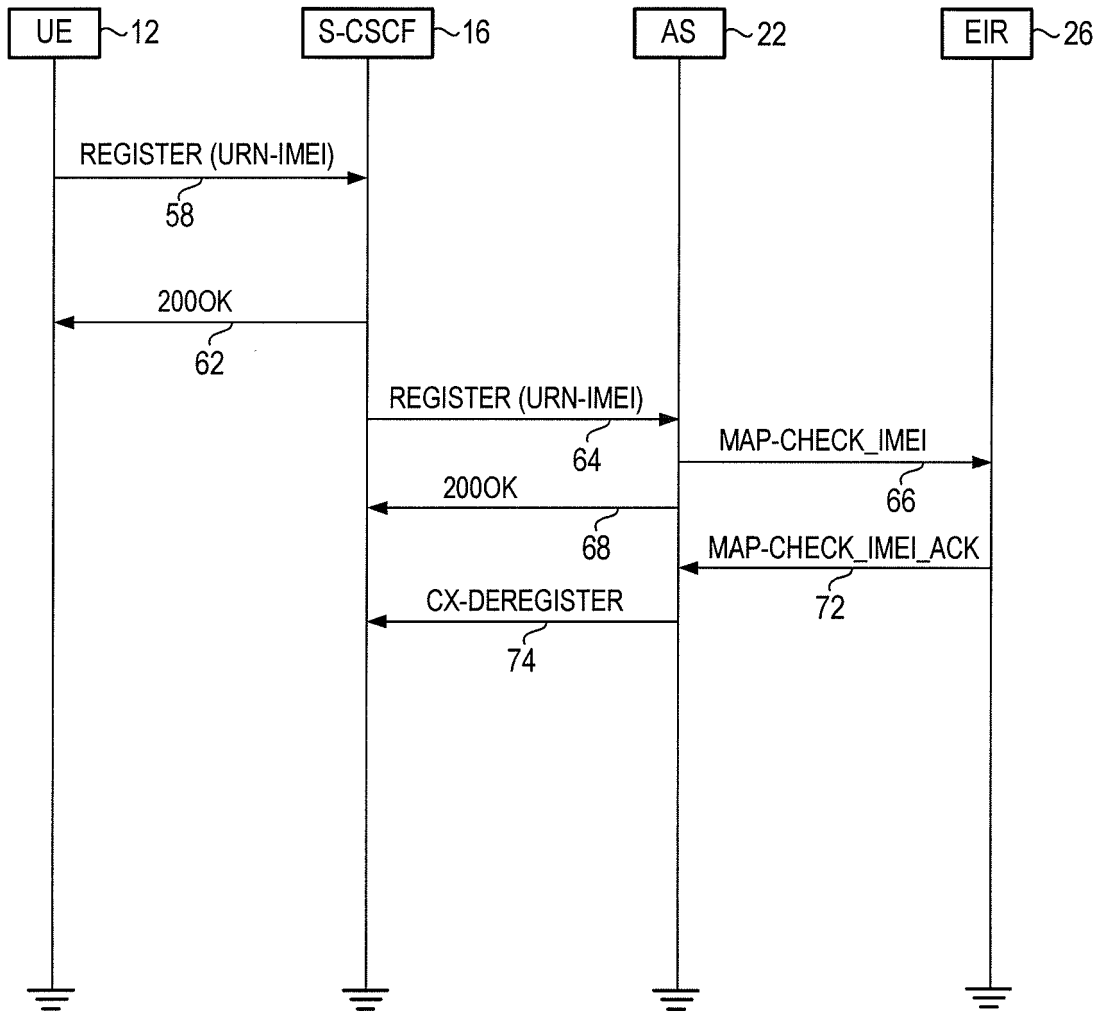 UE 12
S-CSCF 16
AS 22
EIR 26
REGISTER (URN-IMEI)
58
200OK
62
REGISTER (URN-IMEI)
64
MAP-CHECK_IMEI
66
200OK
68
MAP-CHECK_IMEI_ACK
72
CX-DEREGISTER
74